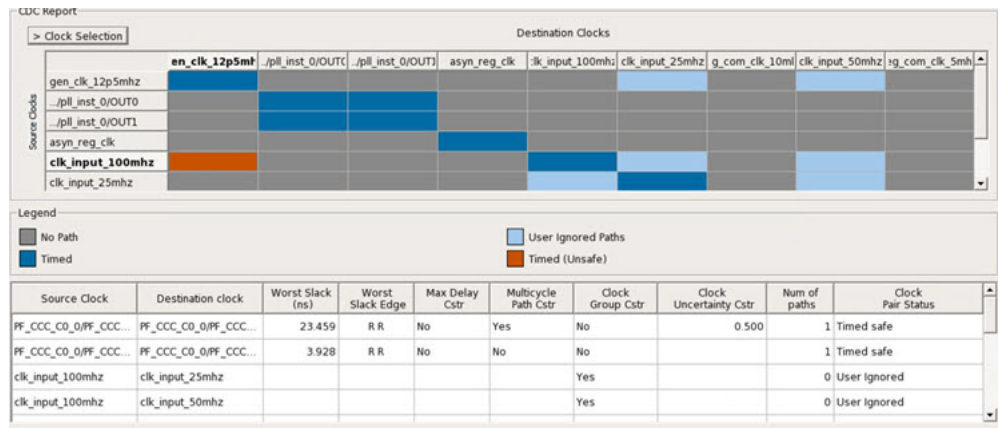 CDC Report
> Clock Selection
Destination Clocks
en_clk_12p5mh ../pll_inst_0/OUT( ../pll_inst_0/OUT1 asyn_reg_clk :lk_input_100mhz clk_input_25mhz g_com_clk_10ml clk_input_50mhz eg_com_clk_5mh
Source Clocks
gen_clk_12p5mhz
../pll_inst_0/OUT0
../pll_inst_0/OUT1
asyn_reg_clk
clk_input_100mhz
clk_input_25mhz
Legend
No Path
User Ignored Paths
Timed
Timed (Unsafe)
Source Clock Destination clock Worst Slack (ns) Worst Slack Edge Max Delay Cstr Multicycle Path Cstr Clock Group Cstr Clock Uncertainty Cstr Num of paths Clock Pair Status
PF_CCC_C0_0/PF_CCC... PF_CCC_C0_0/PF_CCC... 23.459 R R No Yes No 0.500 1 Timed safe
PF_CCC_C0_0/PF_CCC... PF_CCC_C0_0/PF_CCC... 3.928 R R No No No 1 Timed safe
clk_input_100mhz clk_input_25mhz Yes 0 User Ignored
clk_input_100mhz clk_input_50mhz Yes 0 User Ignored